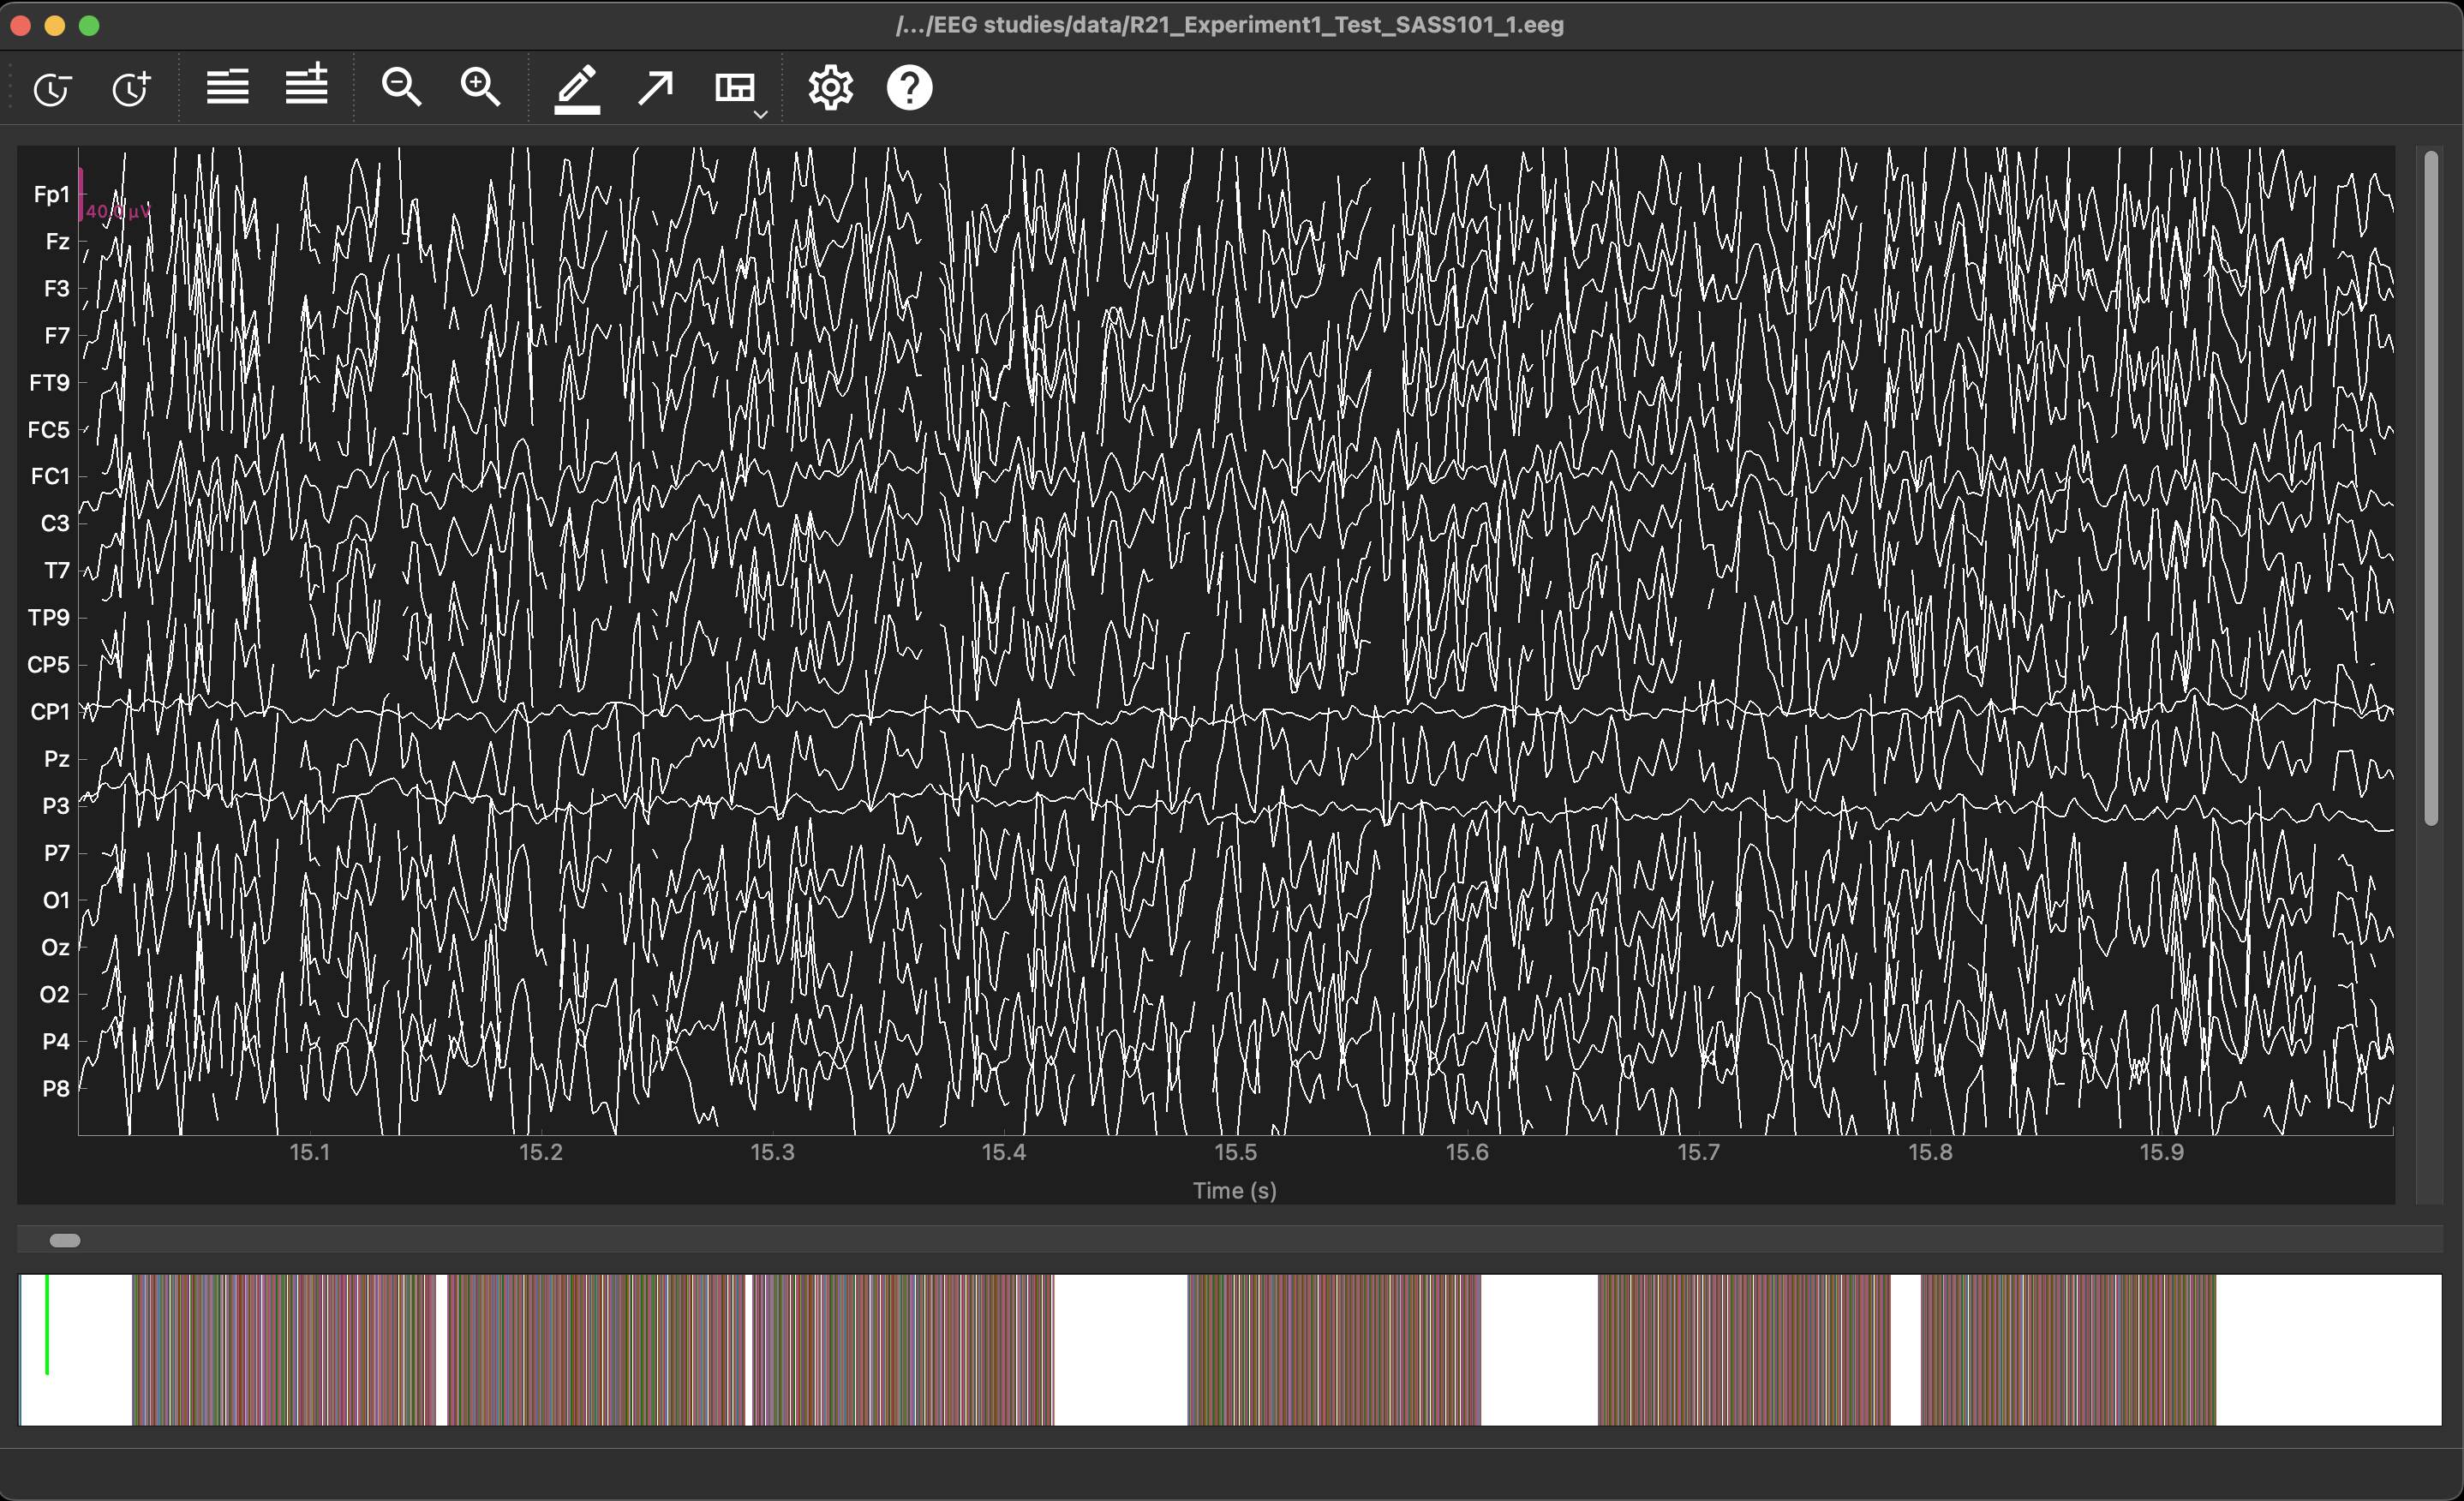 /.../EEG studies/data/R21_Experiment1_Test_SASS101_1.eeg
Fp1
40.0 µV
Fz
F3
F7
FT9
FC5
FC1
C3
T7
TP9
CP5
CP1
Pz
P3
P7
O1
Oz
O2
P4
P8
15.1 15.2 15.3 15.4 15.5 15.6 15.7 15.8 15.9
Time (s)